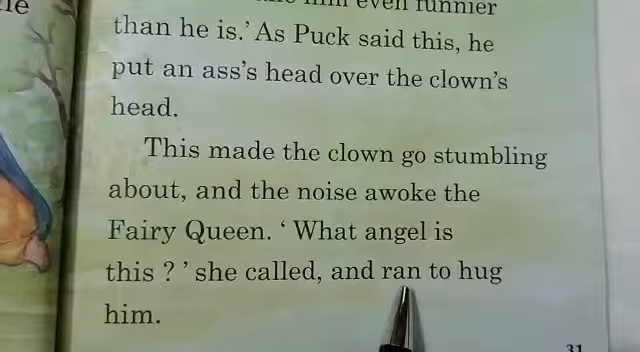 even funnier
than he is.' As Puck said this, he
put an ass's head over the clown's
head.
This made the clown go stumbling
about, and the noise awoke the
Fairy Queen. ‘ What angel is
this ? ’ she called, and ran to hug
him.
31